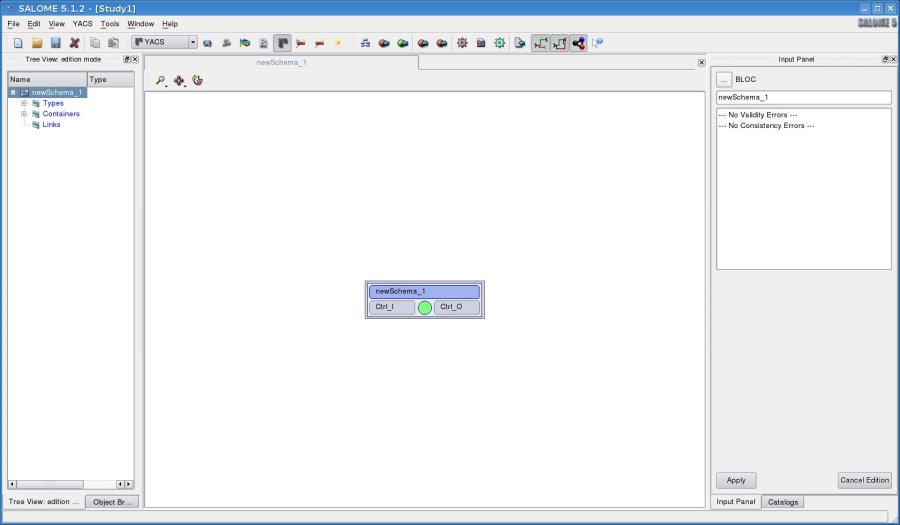 SALOME 5.1.2 - [Study1]
File Edit View YACS Tools Window Help
YACS
SALOME 5
Tree View: edition mode
newSchema_1
Input Panel
Name Type
newSchema_1
Types
Containers
Links
... BLOC
newSchema_1
--- No Validity Errors ---
--- No Consistency Errors ---
newSchema_1
Ctrl_I Ctrl_O
Apply Cancel Edition
Tree View: edition ... Object Br...
Input Panel Catalogs